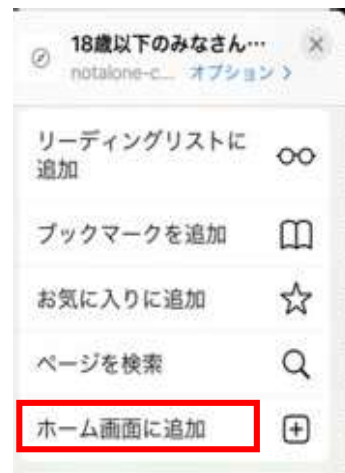 18歳以下のみなさん…
notalone-c... オプション >
リーディングリストに
追加
ブックマークを追加
お気に入りに追加
ページを検索
ホーム画面に追加